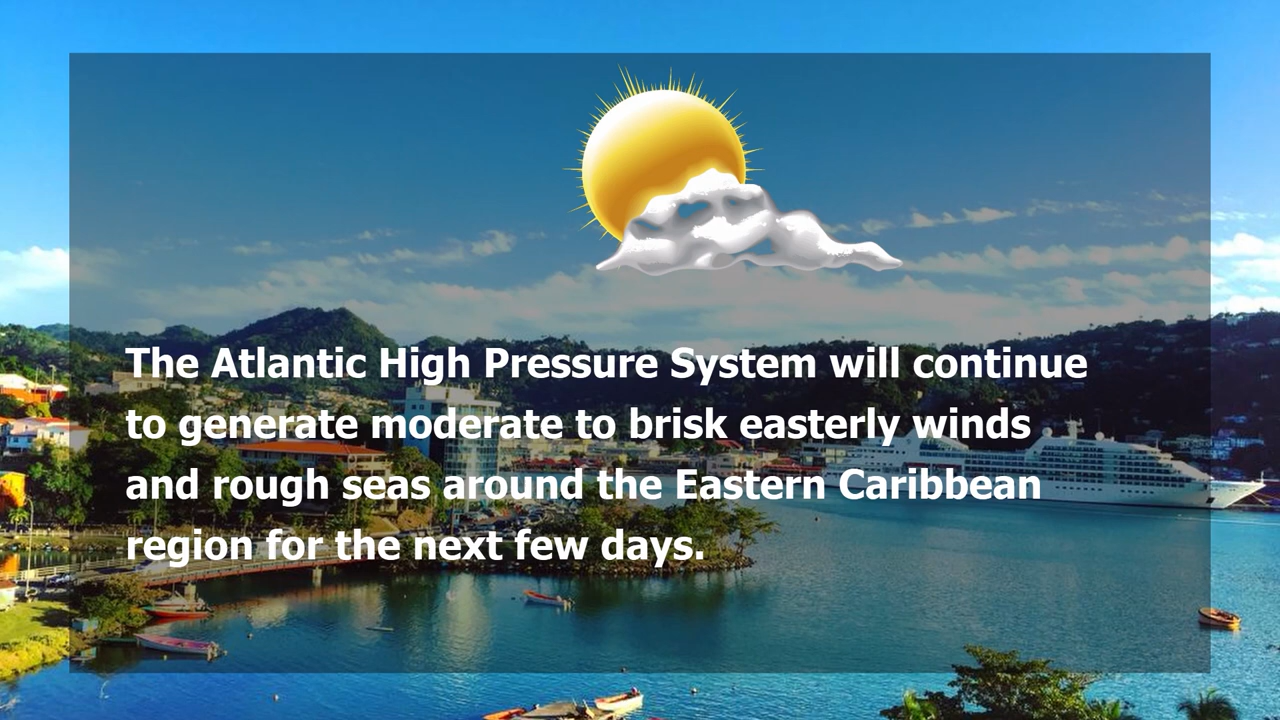 The Atlantic High Pressure System will continue
to generate moderate to brisk easterly winds
and rough seas around the Eastern Caribbean
region for the next few days.